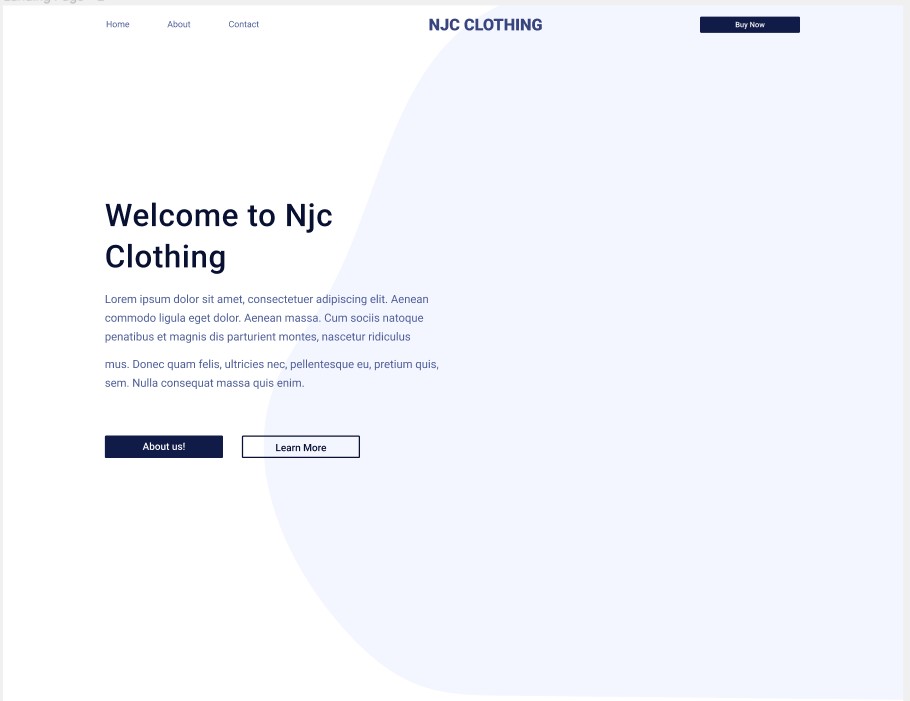 Home About Contact NJC CLOTHING Buy Now
Welcome to Njc
Clothing
Lorem ipsum dolor sit amet, consectetuer adipiscing elit. Aenean
commodo ligula eget dolor. Aenean massa. Cum sociis natoque
penatibus et magnis dis parturient montes, nascetur ridiculus
mus. Donec quam felis, ultricies nec, pellentesque eu, pretium quis,
sem. Nulla consequat massa quis enim.
About us! Learn More